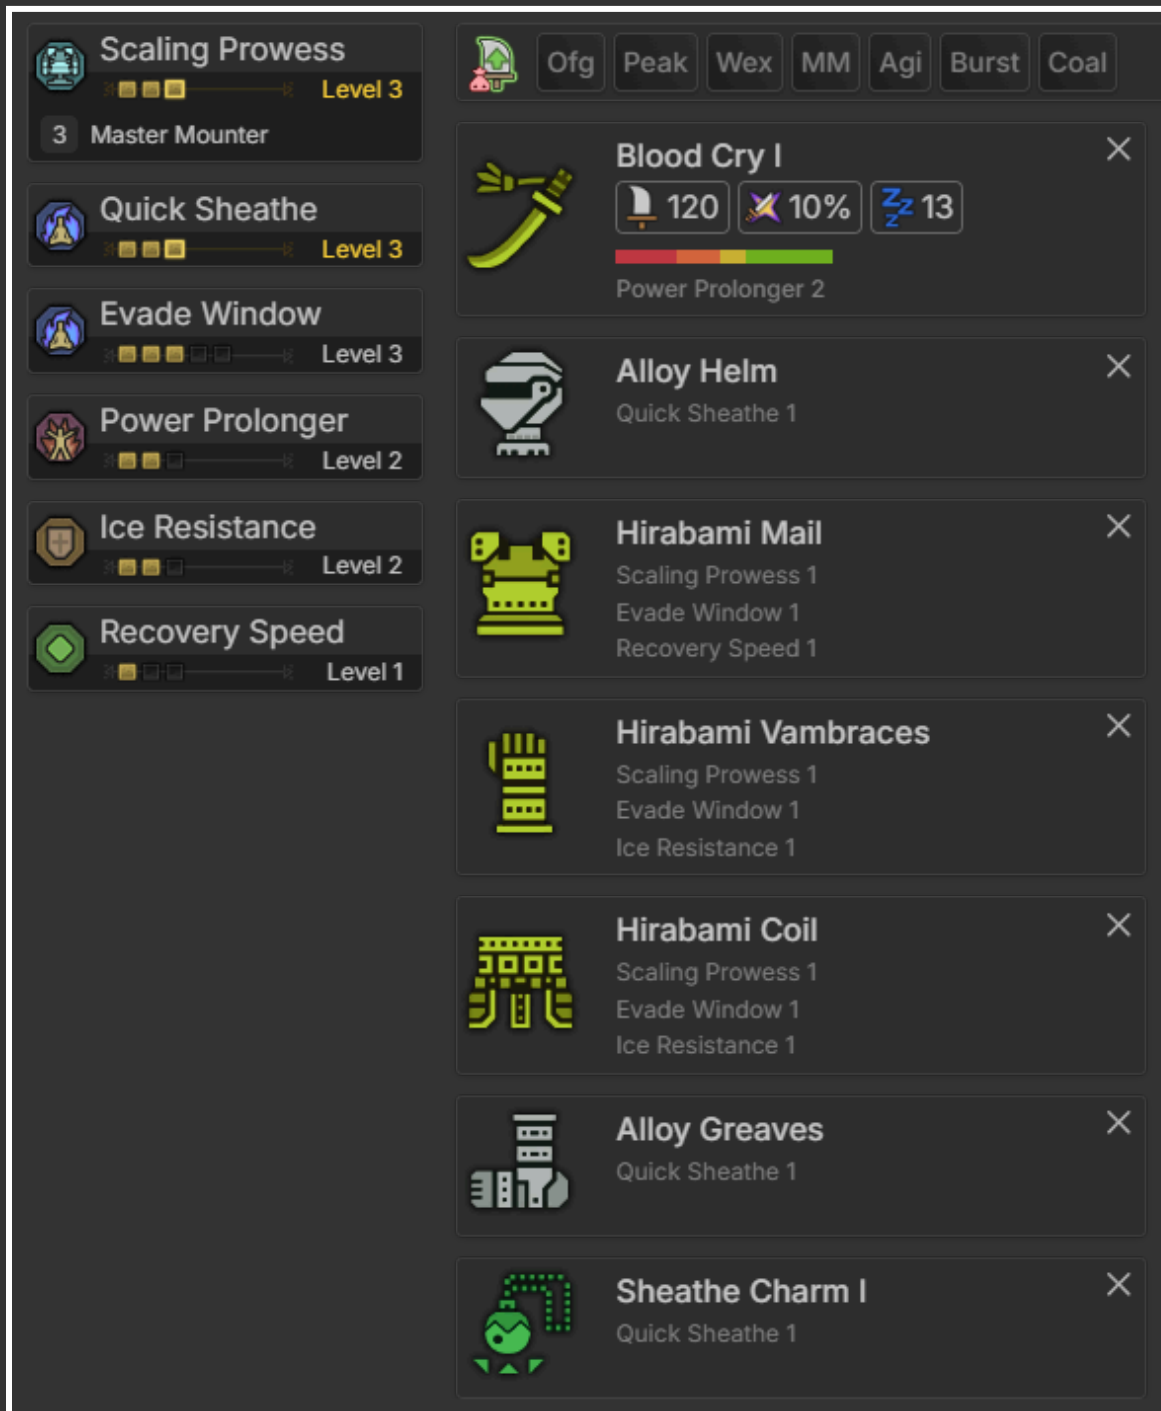 Scaling Prowess
Level 3
3 Master Mounter
Quick Sheathe
Level 3
Evade Window
Level 3
Power Prolonger
Level 2
Ice Resistance
Level 2
Recovery Speed
Level 1
Ofg Peak Wex MM Agi Burst Coal
Blood Cry I
120 10% 13
Power Prolonger 2
Alloy Helm
Quick Sheathe 1
Hirabami Mail
Scaling Prowess 1
Evade Window 1
Recovery Speed 1
Hirabami Vambraces
Scaling Prowess 1
Evade Window 1
Ice Resistance 1
Hirabami Coil
Scaling Prowess 1
Evade Window 1
Ice Resistance 1
Alloy Greaves
Quick Sheathe 1
Sheathe Charm I
Quick Sheathe 1